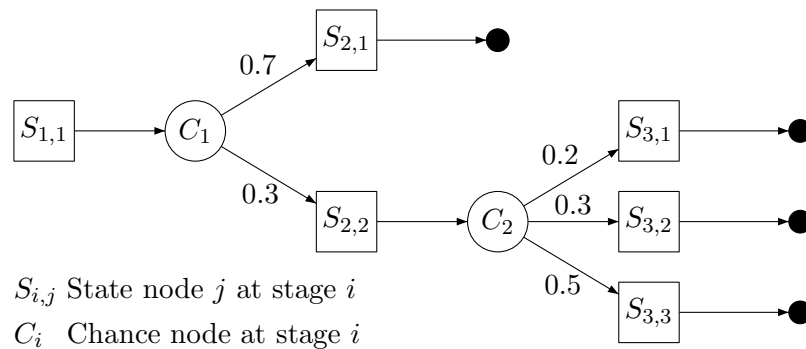 S_{2,1}
0.7
S_{1,1}
C_1
S_{3,1}
0.2
0.3
S_{2,2}
C_2
0.3
S_{3,2}
0.5
S_{i,j} State node j at stage i
S_{3,3}
C_i Chance node at stage i